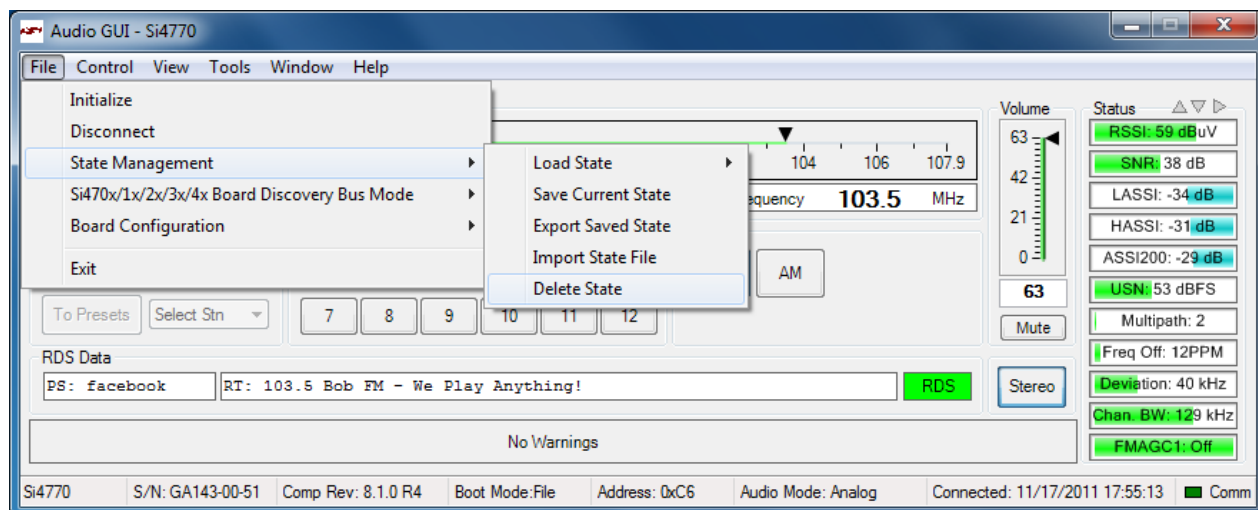 Audio GUI - Si4770
File Control View Tools Window Help
Initialize
Disconnect
State Management
Si470x/1x/2x/3x/4x Board Discovery Bus Mode
Board Configuration
Exit
Load State
Save Current State
Export Saved State
Import State File
Delete State
104 106 107.9
103.5 MHz
AM
To Presets Select Stn 7 8 9 10 11 12
Volume
63
42
21
0
63
Mute
Status
RSSI: 59 dBuV
SNR: 38 dB
LASSI: -34 dB
HASSI: -31 dB
ASSI200: -29 dB
USN: 53 dBFS
Multipath: 2
Freq Off: 12PPM
Deviation: 40 kHz
Chan. BW: 129 kHz
FMAGC1: Off
RDS Data
PS: facebook RT: 103.5 Bob FM - We Play Anything! RDS Stereo
No Warnings
Si4770 S/N: GA143-00-51 Comp Rev: 8.1.0 R4 Boot Mode:File Address: 0xC6 Audio Mode: Analog Connected: 11/17/2011 17:55:13 Comm